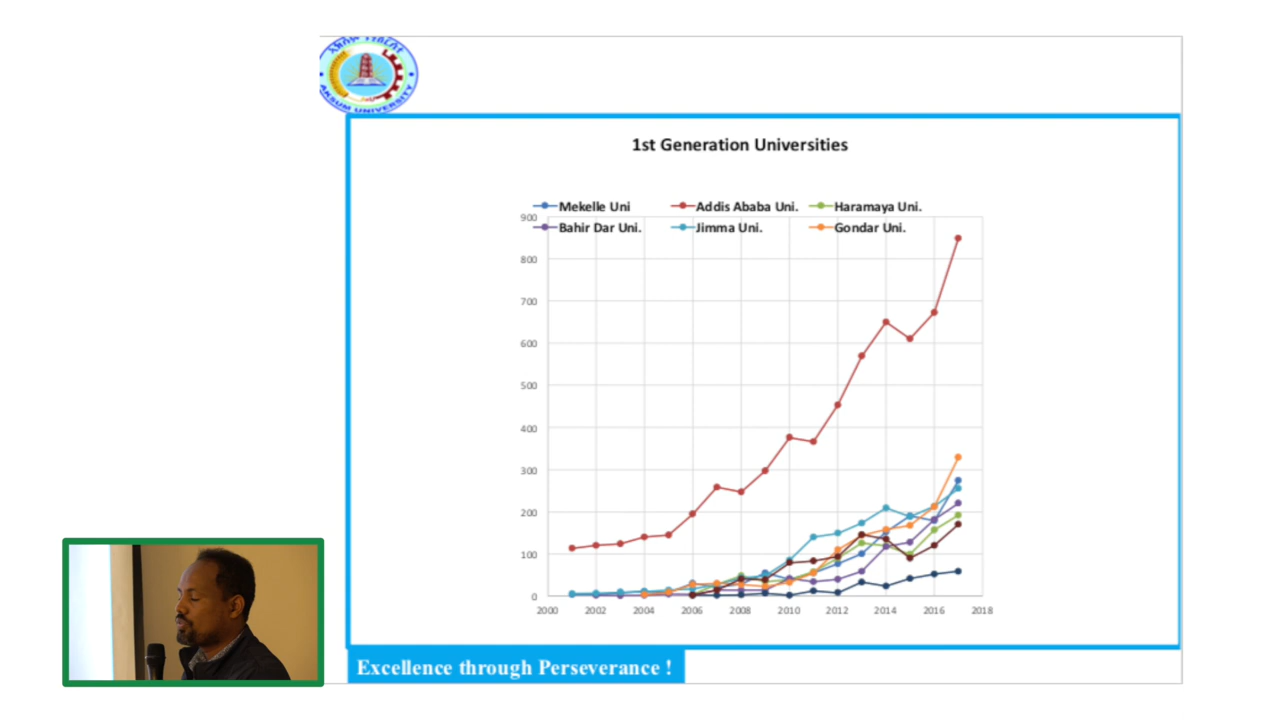 AKSUM UNIVERSITY
1st Generation Universities
Mekelle Uni
Addis Ababa Uni.
Haramaya Uni.
Bahir Dar Uni.
Jimma Uni.
Gondar Uni.
900
800
700
600
500
400
300
200
100
0
2000 2002 2004 2006 2008 2010 2012 2014 2016 2018
Excellence through Perseverance !